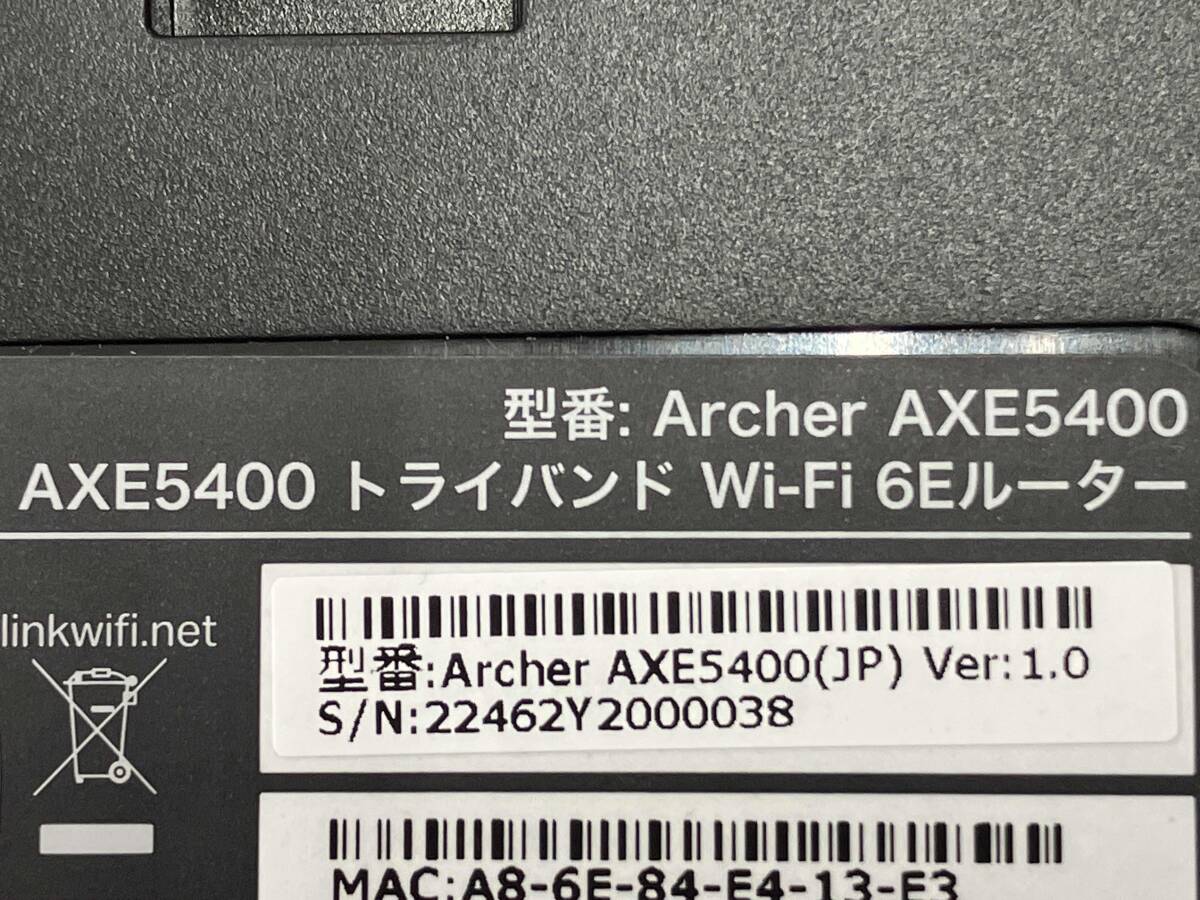 型番: Archer AXE5400
AXE5400 トライバンド Wi-Fi 6Eルーター
linkwifi.net
型番:Archer AXE5400(JP) Ver:1.0
S/N:22462Y2000038
MAC:A8-6E-84-E4-13-E3